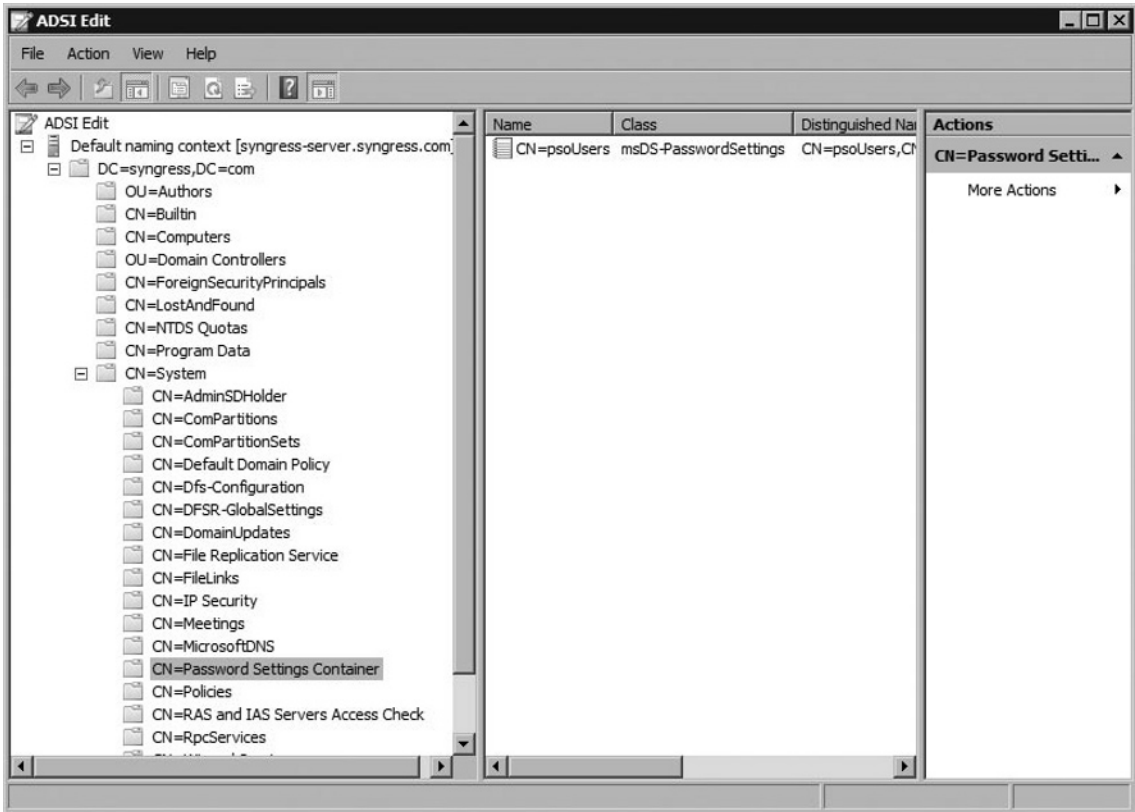 ADSI Edit
File Action View Help
ADSI Edit
Default naming context [syngress-server.syngress.com]
DC=syngress,DC=com
OU=Authors
CN=Builtin
CN=Computers
OU=Domain Controllers
CN=ForeignSecurityPrincipals
CN=LostAndFound
CN=NTDS Quotas
CN=Program Data
CN=System
CN=AdminSDHolder
CN=ComPartitions
CN=ComPartitionSets
CN=Default Domain Policy
CN=Dfs-Configuration
CN=DFSR-GlobalSettings
CN=DomainUpdates
CN=File Replication Service
CN=FileLinks
CN=IP Security
CN=Meetings
CN=MicrosoftDNS
CN=Password Settings Container
CN=Policies
CN=RAS and IAS Servers Access Check
CN=RpcServices
Name Class Distinguished Nar
CN=psoUsers msDS-PasswordSettings CN=psoUsers,CN
Actions
CN=Password Setti...
More Actions